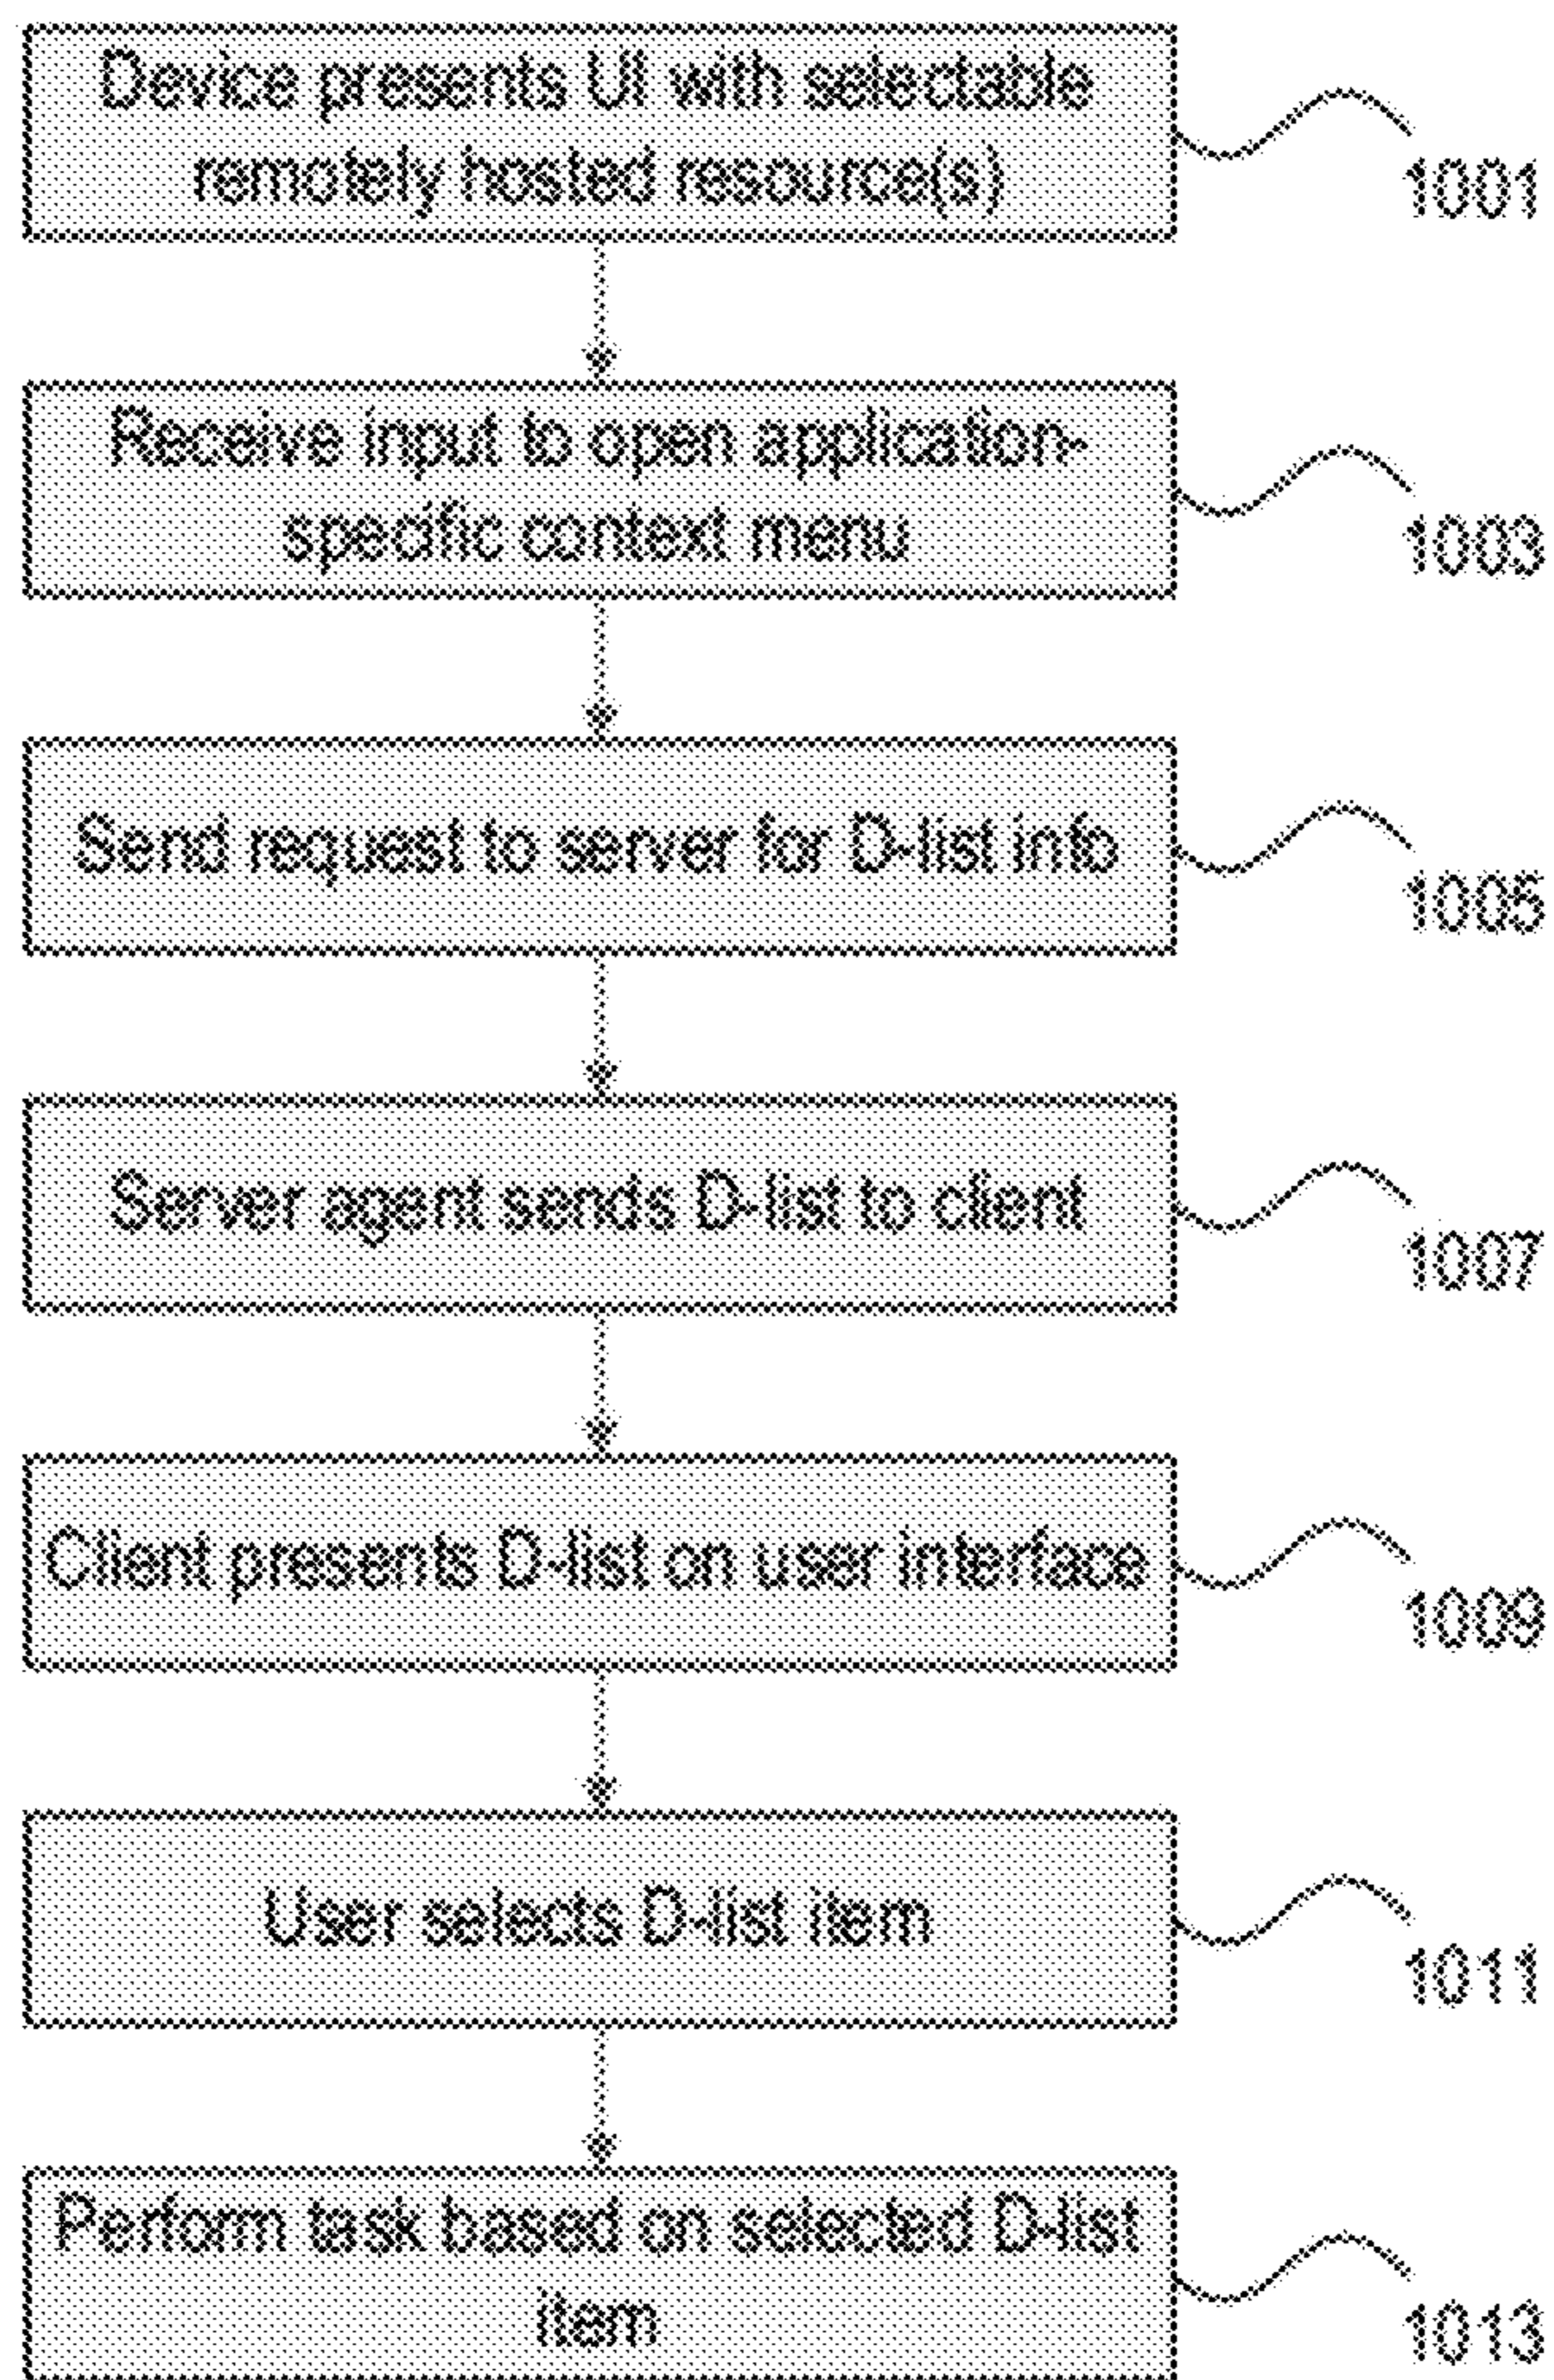 Device presents UI with selectable
remotely hosted resource(s)
1001
Receive input to open application-
specific context menu
1003
Send request to server for D-list info
1005
Server agent sends D-list to client
1007
Client presents D-list on user interface
1009
User selects D-list item
1011
Perform task based on selected D-list
item
1013